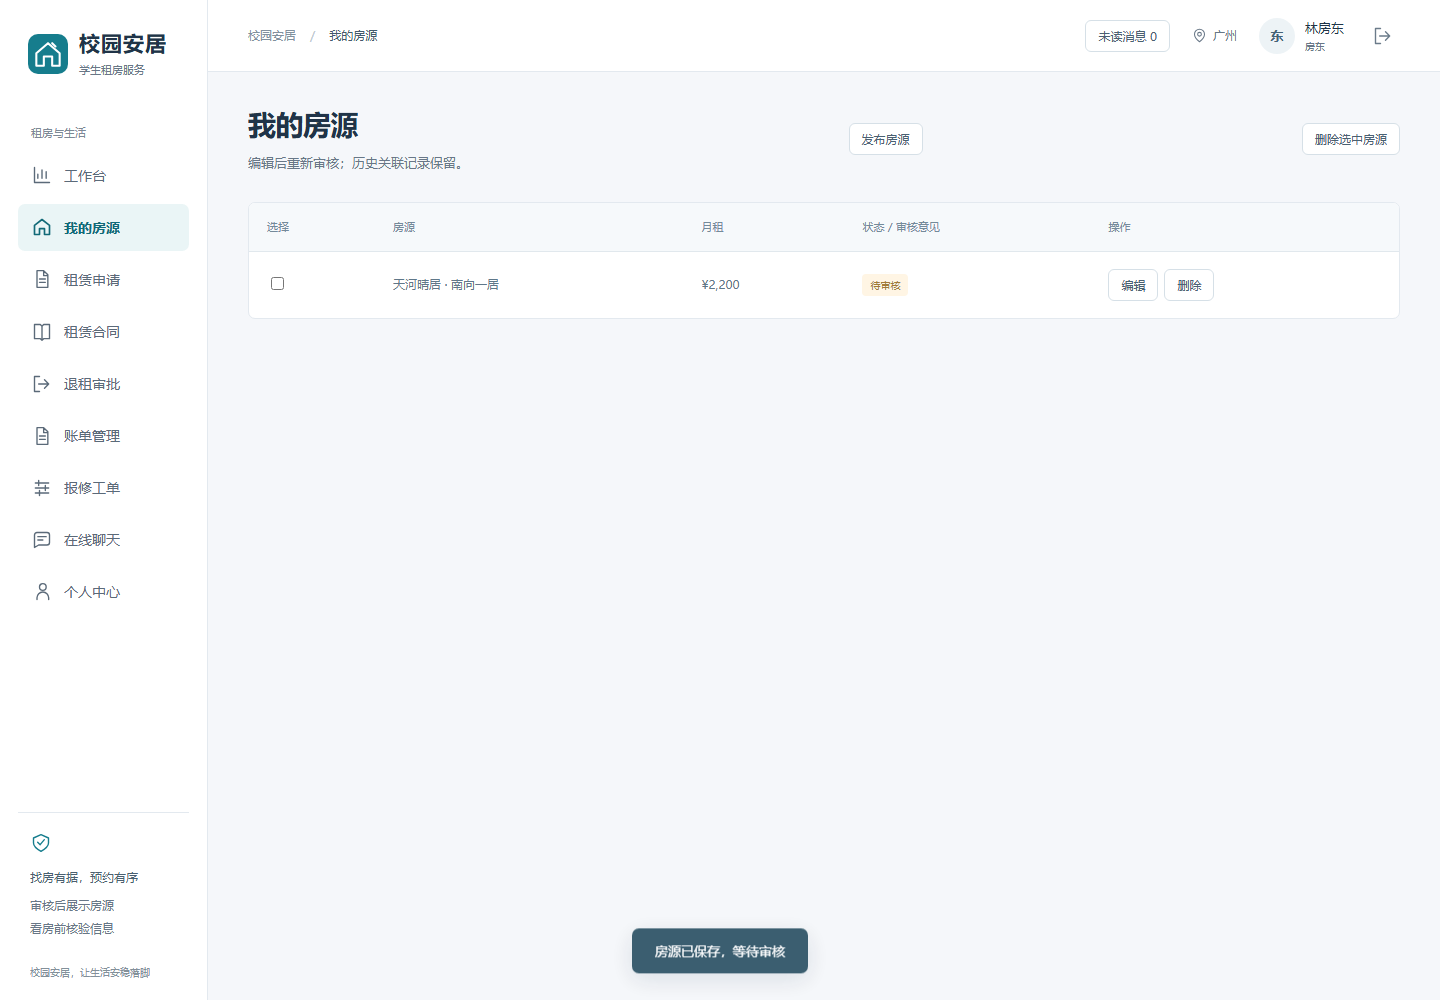 校园安居
学生租房服务
租房与生活
工作台
我的房源
租赁申请
租赁合同
退租审批
账单管理
报修工单
在线聊天
个人中心
找房有据，预约有序
审核后展示房源
看房前核验信息
校园安居，让生活安稳落脚
校园安居 / 我的房源
未读消息 0
广州
东
林房东
房东
我的房源
编辑后重新审核；历史关联记录保留。
发布房源
删除选中房源
选择 房源 月租 状态 / 审核意见 操作
天河晴居 · 南向一居 ¥2,200 待审核 编辑 删除
房源已保存，等待审核